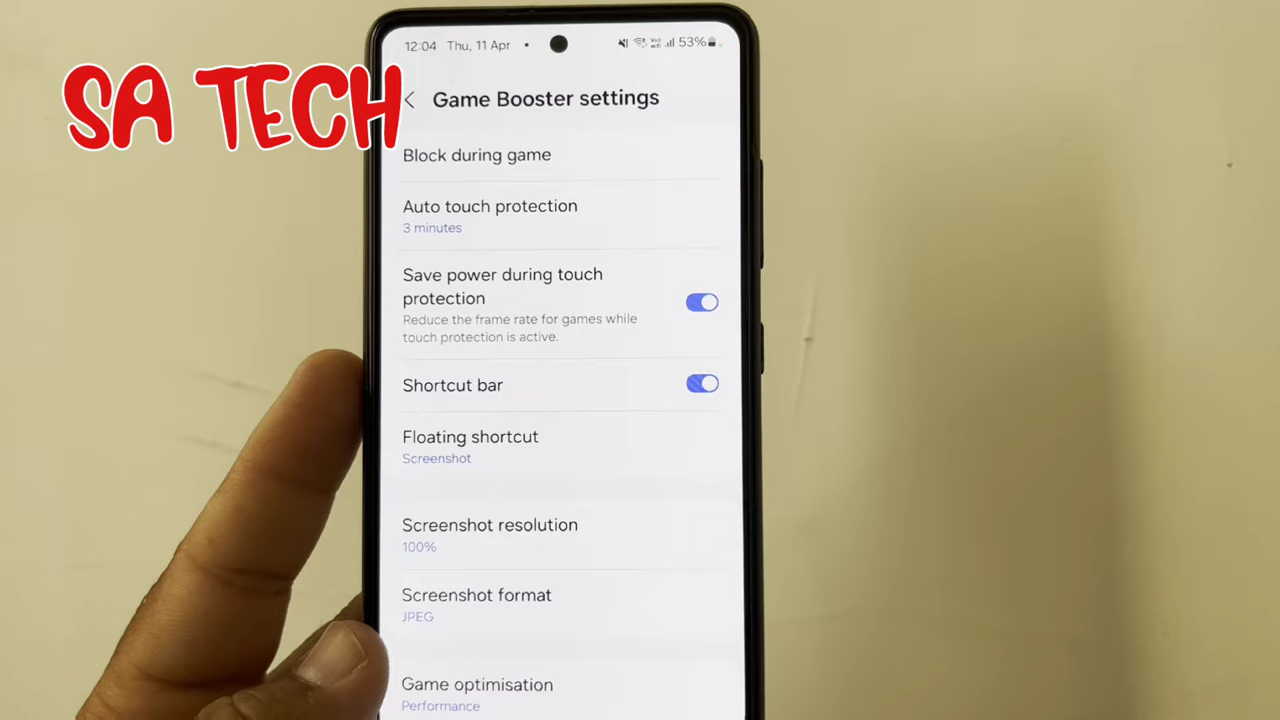 SA TECH
12:04 Thu, 11 Apr • 53%
Game Booster settings
Block during game
Auto touch protection
3 minutes
Save power during touch
protection
Reduce the frame rate for games while
touch protection is active.
Shortcut bar
Floating shortcut
Screenshot
Screenshot resolution
100%
Screenshot format
JPEG
Game optimisation
Performance